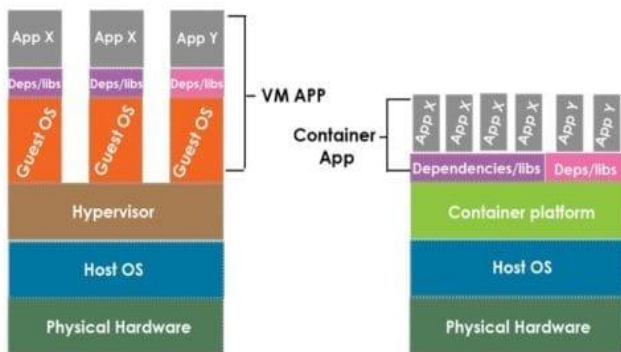 App X
App X
App Y
Deps/libs
Deps/libs
Deps/libs
Guest OS
Guest OS
Guest OS
Hypervisor
Host OS
Physical Hardware
VM APP
Container
App
App X
App X
App X
App X
App Y
App Y
Dependencies/libs
Deps/libs
Container platform
Host OS
Physical Hardware